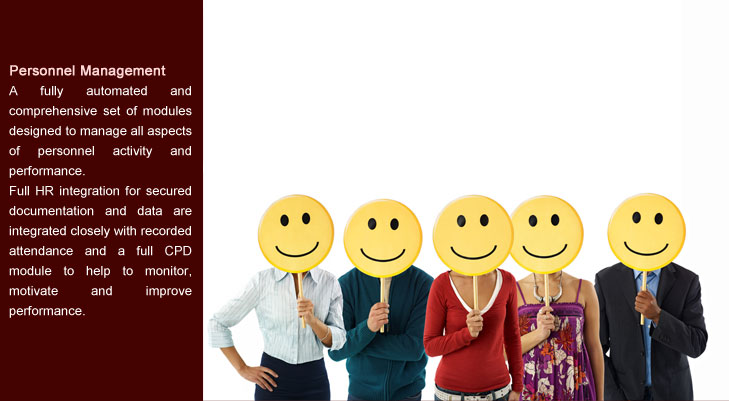 Personnel Management
A fully automated and
comprehensive set of modules
designed to manage all aspects
of personnel activity and
performance.
Full HR integration for secured
documentation and data are
integrated closely with recorded
attendance and a full CPD
module to help to monitor,
motivate and improve
performance.